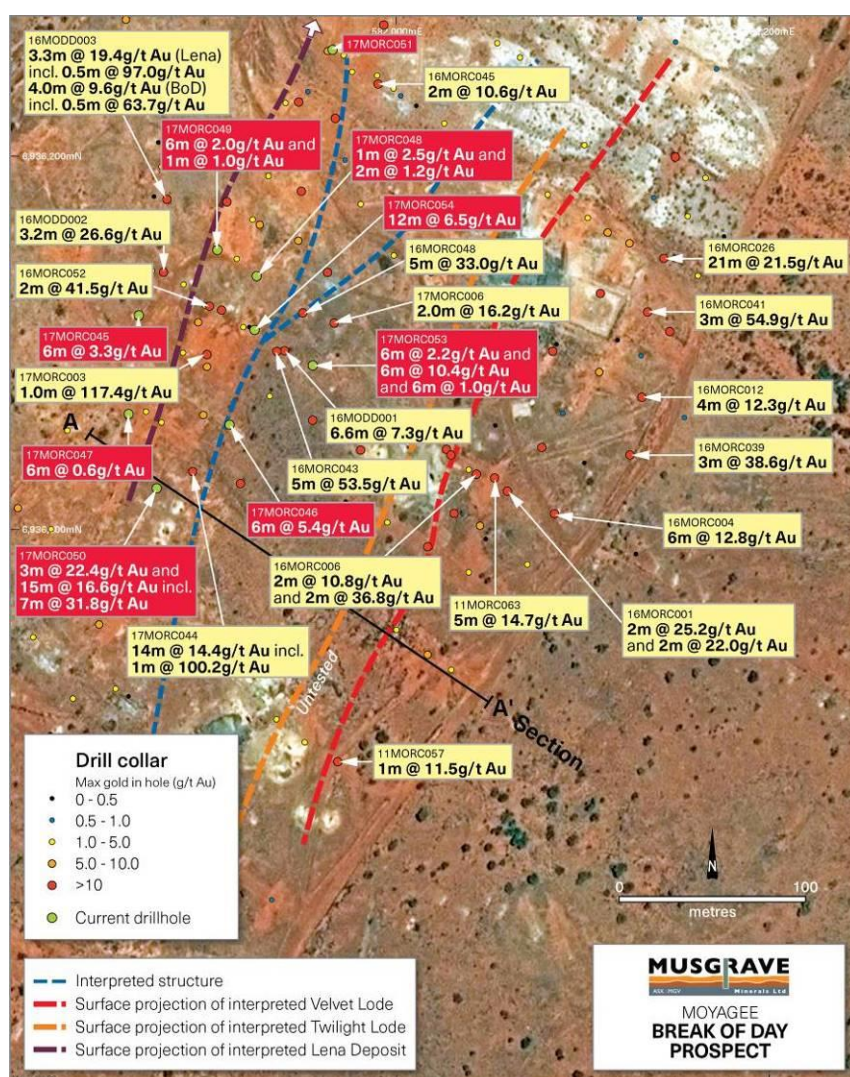 16MODD003
3.3m @ 19.4g/t Au (Lena)
incl. 0.5m @ 97.0g/t Au
4.0m @ 9.6g/t Au (BoD)
incl. 0.5m @ 63.7g/t Au
17MORC051
16MORC045
2m @ 10.6g/t Au
17MORC049
6m @ 2.0g/t Au and
1m @ 1.0g/t Au
17MORC048
1m @ 2.5g/t Au and
2m @ 1.2g/t Au
6,936,200mN
17MORC054
12m @ 6.5g/t Au
16MODD002
3.2m @ 26.6g/t Au
16MORC048
5m @ 33.0g/t Au
16MORC026
21m @ 21.5g/t Au
16MORC052
2m @ 41.5g/t Au
17MORC006
2.0m @ 16.2g/t Au
16MORC041
3m @ 54.9g/t Au
17MORC045
6m @ 3.3g/t Au
17MORC053
6m @ 2.2g/t Au and
6m @ 10.4g/t Au
and 6m @ 1.0g/t Au
17MORC003
1.0m @ 117.4g/t Au
16MORC012
4m @ 12.3g/t Au
A
16MODD001
6.6m @ 7.3g/t Au
17MORC047
6m @ 0.6g/t Au
16MORC043
5m @ 53.5g/t Au
16MORC039
3m @ 38.6g/t Au
17MORC046
6m @ 5.4g/t Au
16MORC004
6m @ 12.8g/t Au
17MORC050
3m @ 22.4g/t Au and
15m @ 16.6g/t Au incl.
7m @ 31.8g/t Au
16MORC006
2m @ 10.8g/t Au
and 2m @ 36.8g/t Au
11MORC063
5m @ 14.7g/t Au
16MORC001
2m @ 25.2g/t Au
and 2m @ 22.0g/t Au
17MORC044
14m @ 14.4g/t Au incl.
1m @ 100.2g/t Au
Untested
A' Section
11MORC057
1m @ 11.5g/t Au
Drill collar
Max gold in hole (g/t Au)
0 - 0.5
0.5 - 1.0
1.0 - 5.0
5.0 - 10.0
>10
Current drillhole
N
0 100
metres
Interpreted structure
Surface projection of interpreted Velvet Lode
Surface projection of interpreted Twilight Lode
Surface projection of interpreted Lena Deposit
MUSGRAVE
ASX : MGV Minerals Ltd
MOYAGEE
BREAK OF DAY
PROSPECT